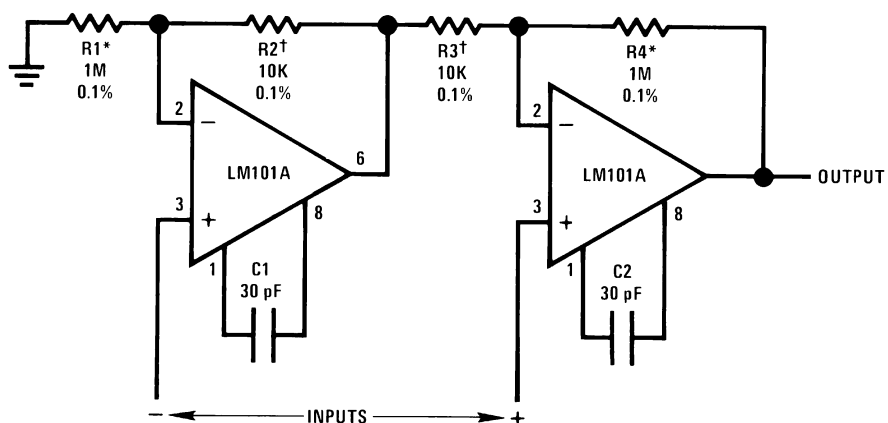 R1*
1M
0.1%
R2†
10K
0.1%
R3†
10K
0.1%
R4*
1M
0.1%
2
−
LM101A
6
3
+
8
1
C1
30 pF
2
−
LM101A
OUTPUT
3
+
8
1
C2
30 pF
− INPUTS +